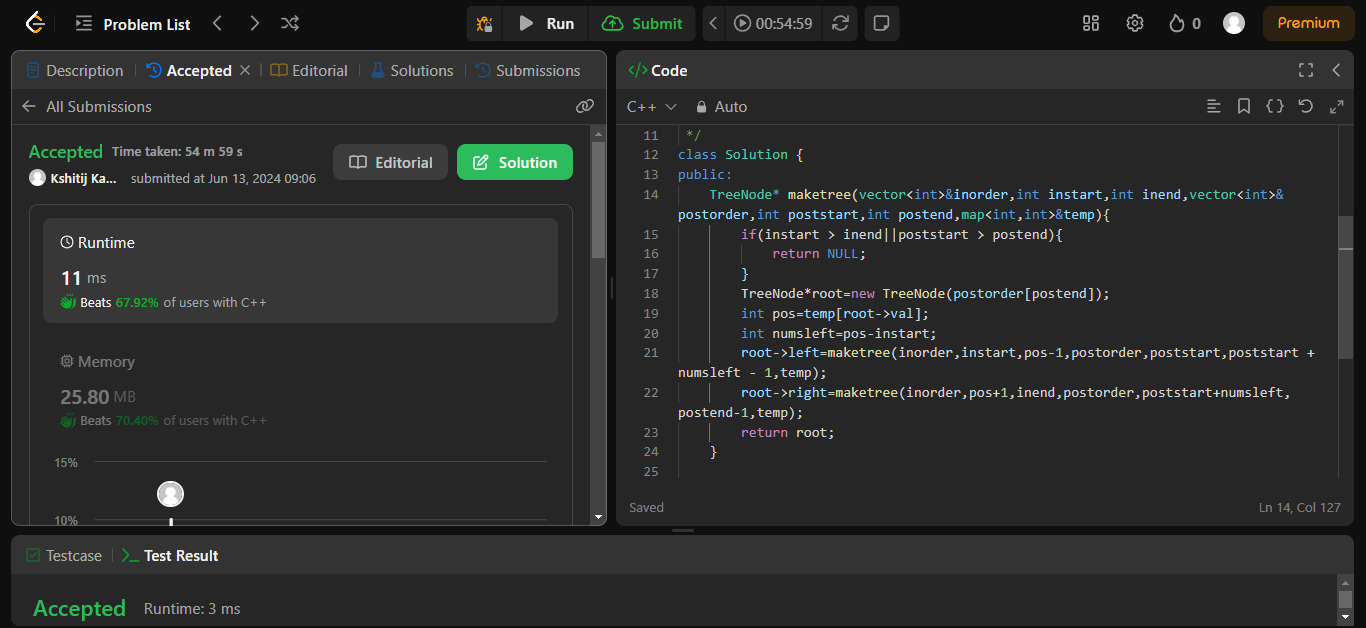 Problem List
Run
Submit
00:54:59
0
Premium
Description
Accepted
Editorial
Solutions
Submissions
All Submissions
Accepted Time taken: 54 m 59 s
Kshitij Ka... submitted at Jun 13, 2024 09:06
Editorial
Solution
Runtime
11 ms
Beats 67.92% of users with C++
Memory
25.80 MB
Beats 70.40% of users with C++
15%
10%
</> Code
C++
Auto
11 */
12 class Solution {
13 public:
14 TreeNode* maketree(vector<int>&inorder,int instart,int inend,vector<int>&
postorder,int poststart,int postend,map<int,int>&temp){
15 if(instart > inend||poststart > postend){
16 return NULL;
17 }
18 TreeNode*root=new TreeNode(postorder[postend]);
19 int pos=temp[root->val];
20 int numsleft=pos-instart;
21 root->left=maketree(inorder,instart,pos-1,postorder,poststart,poststart +
numsleft - 1,temp);
22 root->right=maketree(inorder,pos+1,inend,postorder,poststart+numsleft,
postend-1,temp);
23 return root;
24 }
25
Saved
Ln 14, Col 127
Testcase
Test Result
Accepted Runtime: 3 ms